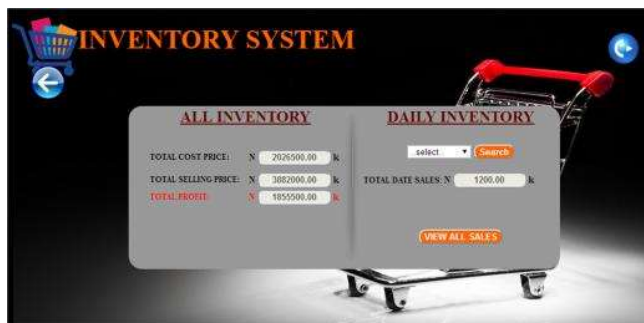 INVENTORY SYSTEM
ALL INVENTORY
TOTAL COST PRICE: N 2026500.00 k
TOTAL SELLING PRICE: N 3882000.00 k
TOTAL PROFIT: N 1855500.00 k
DAILY INVENTORY
..select.. Search
TOTAL DATE SALES: N 1200.00 k
VIEW ALL SALES